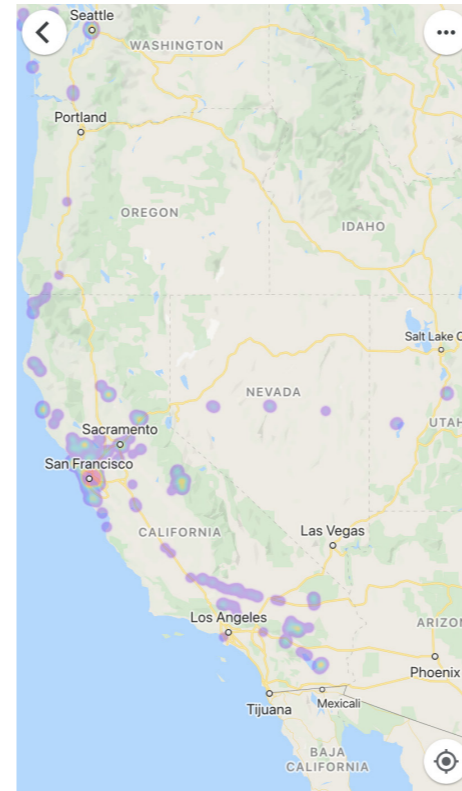 Seattle
WASHINGTON
Portland
OREGON
IDAHO
Salt Lake C
NEVADA
UTAH
Sacramento
San Francisco
CALIFORNIA
Las Vegas
Los Angeles
ARIZON
Phoenix
Tijuana
Mexicali
BAJA
CALIFORNIA